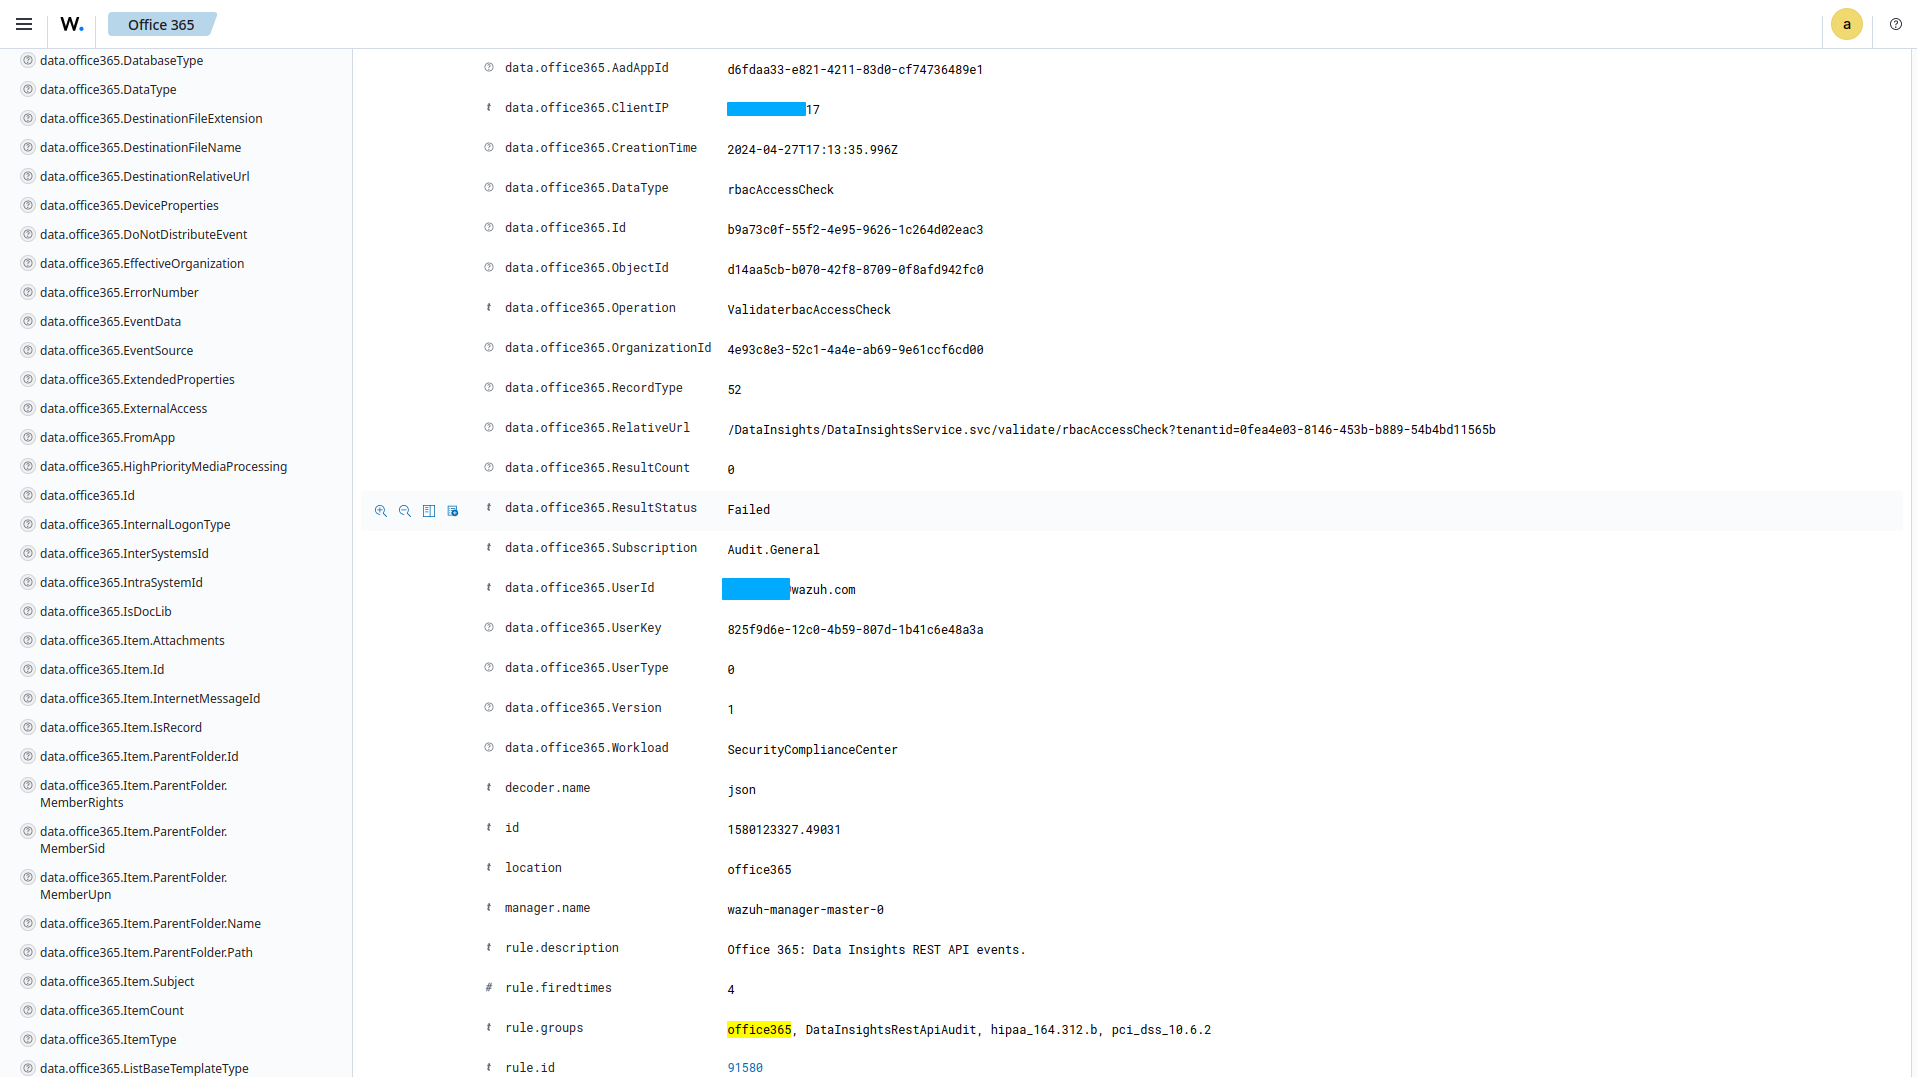 W.
Office 365
a
data.office365.DatabaseType
data.office365.DataType
data.office365.DestinationFileExtension
data.office365.DestinationFileName
data.office365.DestinationRelativeUrl
data.office365.DeviceProperties
data.office365.DoNotDistributeEvent
data.office365.EffectiveOrganization
data.office365.ErrorNumber
data.office365.EventData
data.office365.EventSource
data.office365.ExtendedProperties
data.office365.ExternalAccess
data.office365.FromApp
data.office365.HighPriorityMediaProcessing
data.office365.Id
data.office365.InternalLogonType
data.office365.InterSystemsId
data.office365.IntraSystemId
data.office365.IsDocLib
data.office365.Item.Attachments
data.office365.Item.Id
data.office365.Item.InternetMessageId
data.office365.Item.IsRecord
data.office365.Item.ParentFolder.Id
data.office365.Item.ParentFolder.
MemberRights
data.office365.Item.ParentFolder.
MemberSid
data.office365.Item.ParentFolder.
MemberUpn
data.office365.Item.ParentFolder.Name
data.office365.Item.ParentFolder.Path
data.office365.Item.Subject
data.office365.ItemCount
data.office365.ItemType
data.office365.ListBaseTemplateType
data.office365.AadAppId d6fdaa33-e821-4211-83d0-cf74736489e1
t data.office365.ClientIP 17
data.office365.CreationTime 2024-04-27T17:13:35.996Z
data.office365.DataType rbacAccessCheck
data.office365.Id b9a73c0f-55f2-4e95-9626-1c264d02eac3
data.office365.ObjectId d14aa5cb-b070-42f8-8709-0f8afd942fc0
t data.office365.Operation ValidaterbacAccessCheck
data.office365.OrganizationId 4e93c8e3-52c1-4a4e-ab69-9e61ccf6cd00
data.office365.RecordType 52
data.office365.RelativeUrl /DataInsights/DataInsightsService.svc/validate/rbacAccessCheck?tenantid=0fea4e03-8146-453b-b889-54b4bd11565b
data.office365.ResultCount 0
t data.office365.ResultStatus Failed
t data.office365.Subscription Audit.General
t data.office365.UserId wazuh.com
data.office365.UserKey 825f9d6e-12c0-4b59-807d-1b41c6e48a3a
data.office365.UserType 0
data.office365.Version 1
data.office365.Workload SecurityComplianceCenter
t decoder.name json
t id 1580123327.49031
t location office365
t manager.name wazuh-manager-master-0
t rule.description Office 365: Data Insights REST API events.
# rule.firedtimes 4
t rule.groups office365, DataInsightsRestApiAudit, hipaa_164.312.b, pci_dss_10.6.2
t rule.id 91580